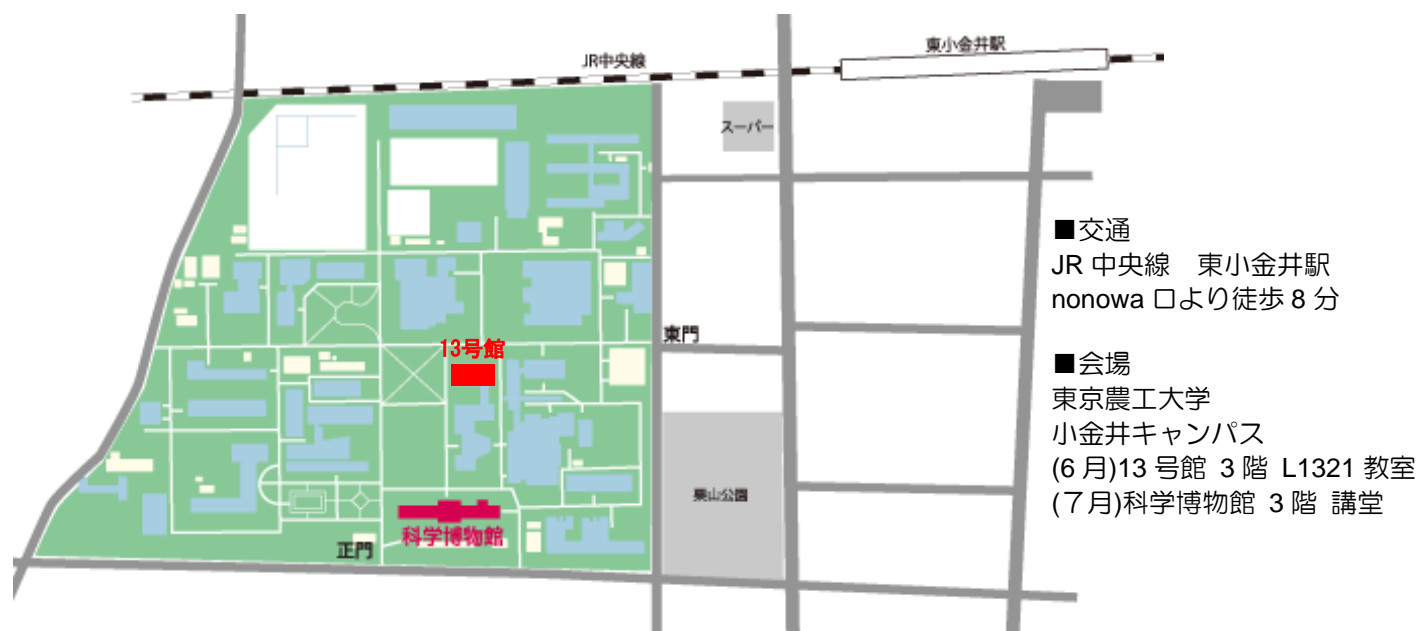 東小金井駅
JR中央線
スーパー
■交通
JR 中央線　東小金井駅
nonowa 口より徒歩 8 分
東門
13号館
■会場
東京農工大学
小金井キャンパス
(6 月)13 号館 3 階 L1321 教室
(７月)科学博物館 3 階 講堂
栗山公園
科学博物館
正門